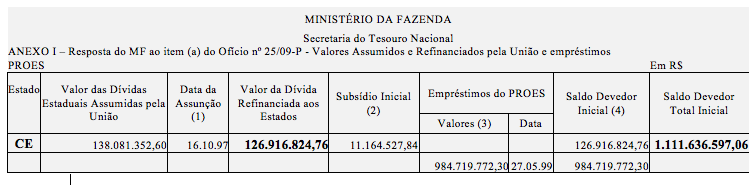 MINISTÉRIO DA FAZENDA
Secretaria do Tesouro Nacional
ANEXO I – Resposta do MF ao item (a) do Ofício nº 25/09-P - Valores Assumidos e Refinanciados pela União e empréstimos
PROES Em R$
Estado Valor das Dívidas Estaduais Assumidas pela União Data da Assunção (1) Valor da Dívida Refinanciada aos Estados Subsídio Inicial (2) Empréstimos do PROES Saldo Devedor Inicial (4) Saldo Devedor Total Inicial
Valores (3) Data
CE 138.081.352,60 16.10.97 126.916.824,76 11.164.527,84 126.916.824,76 1.111.636.597,06
984.719.772,30 27.05.99 984.719.772,30